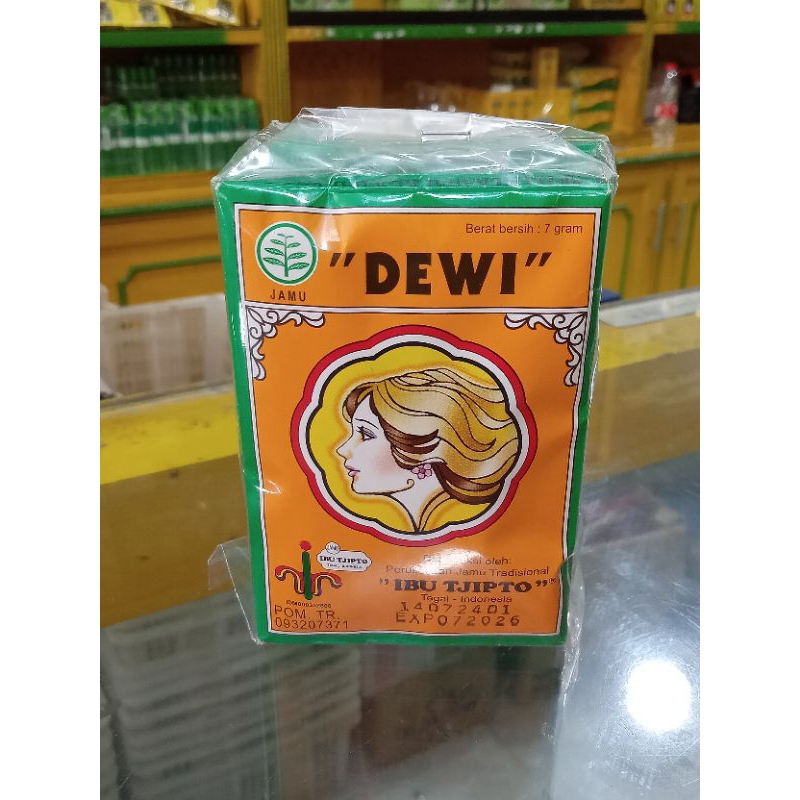 Berat bersih : 7 gram
"DEWI"
JAMU
oleh:
Jamu Tradisional
IBU TJIPTO
"IBU TJIPTO"®
Tegal - Indonesia
POM. TR.
093207371
14072401
EXP072026